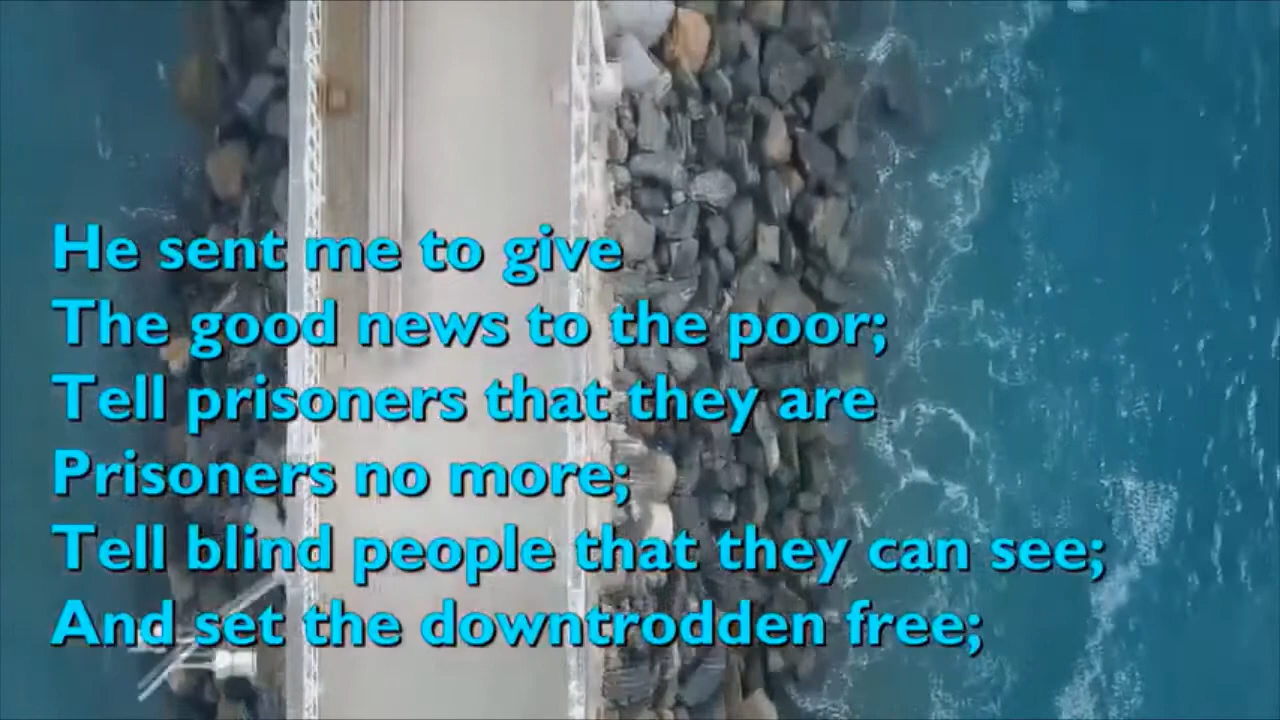 He sent me to give
The good news to the poor;
Tell prisoners that they are
Prisoners no more;
Tell blind people that they can see;
And set the downtrodden free;